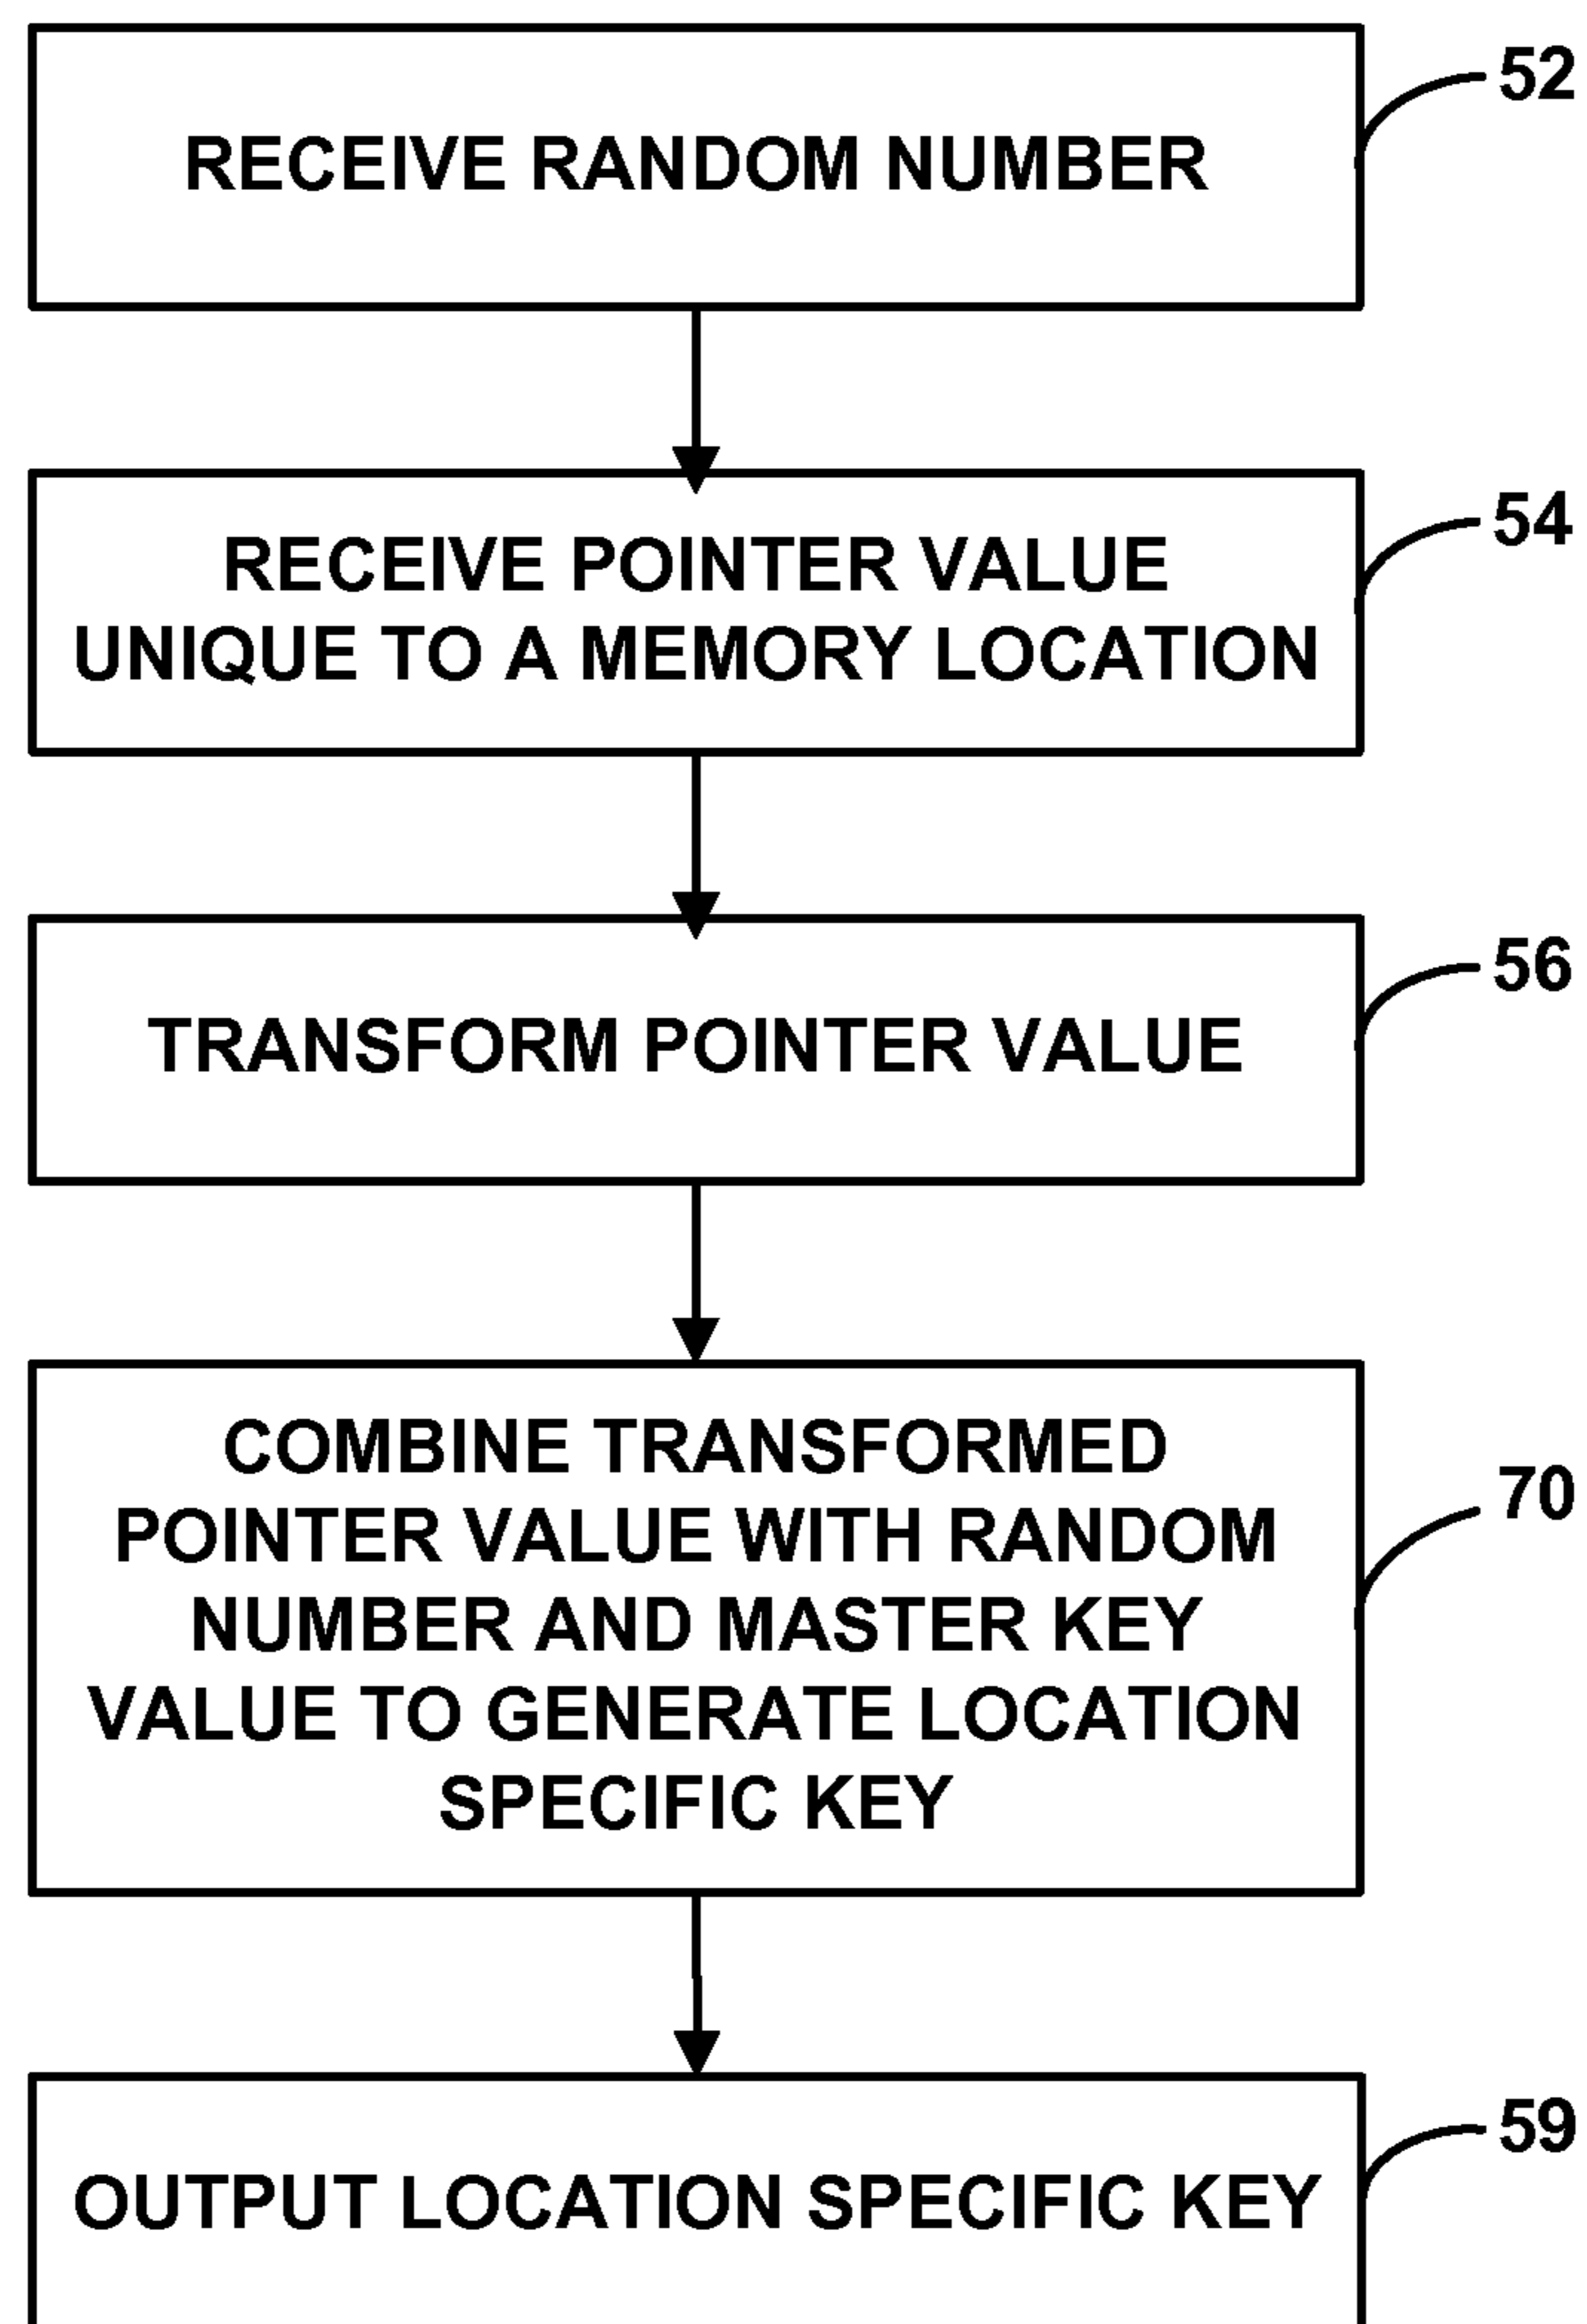 RECEIVE RANDOM NUMBER
52
RECEIVE POINTER VALUE
UNIQUE TO A MEMORY LOCATION
54
TRANSFORM POINTER VALUE
56
COMBINE TRANSFORMED
POINTER VALUE WITH RANDOM
NUMBER AND MASTER KEY
VALUE TO GENERATE LOCATION
SPECIFIC KEY
70
OUTPUT LOCATION SPECIFIC KEY
59